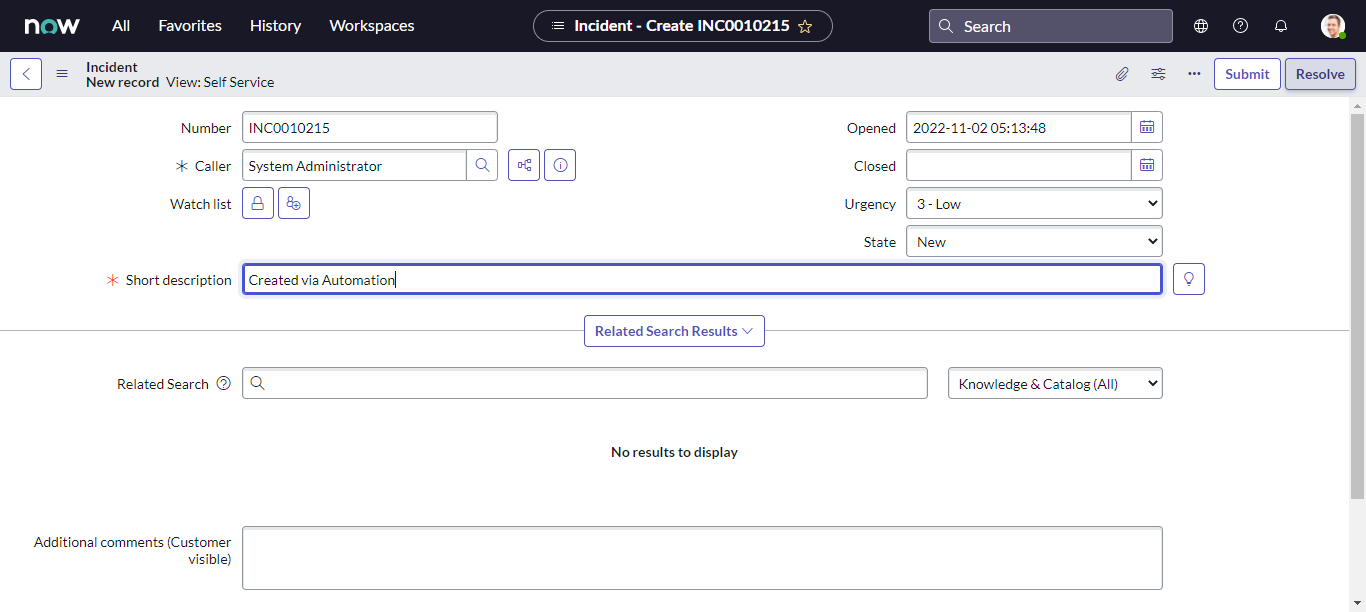 now All Favorites History Workspaces Incident - Create INC0010215 Search
Incident
New record View: Self Service Submit Resolve
Number INC0010215 Opened 2022-11-02 05:13:48
Caller System Administrator Closed
Watch list Urgency 3 - Low
State New
Short description Created via Automation
Related Search Results
Related Search Knowledge & Catalog (All)
No results to display
Additional comments (Customer
visible)